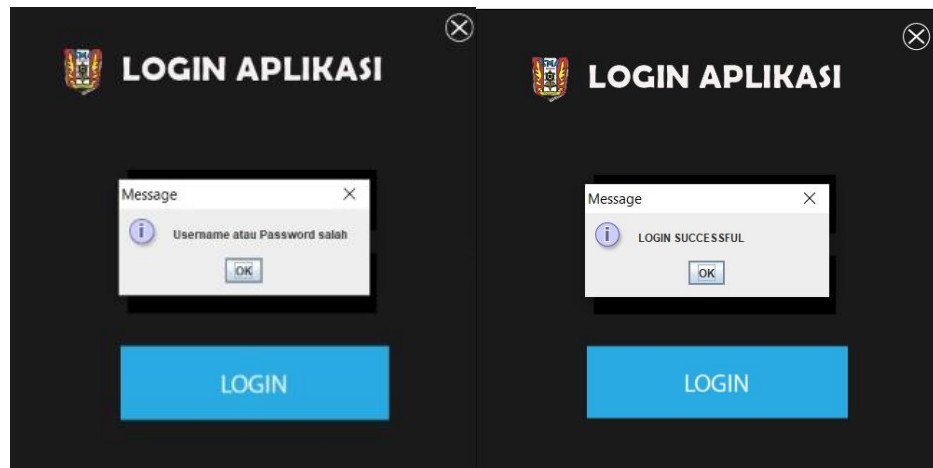 LOGIN APLIKASI
Message
Username atau Password salah
OK
LOGIN
LOGIN APLIKASI
Message
LOGIN SUCCESSFUL
OK
LOGIN